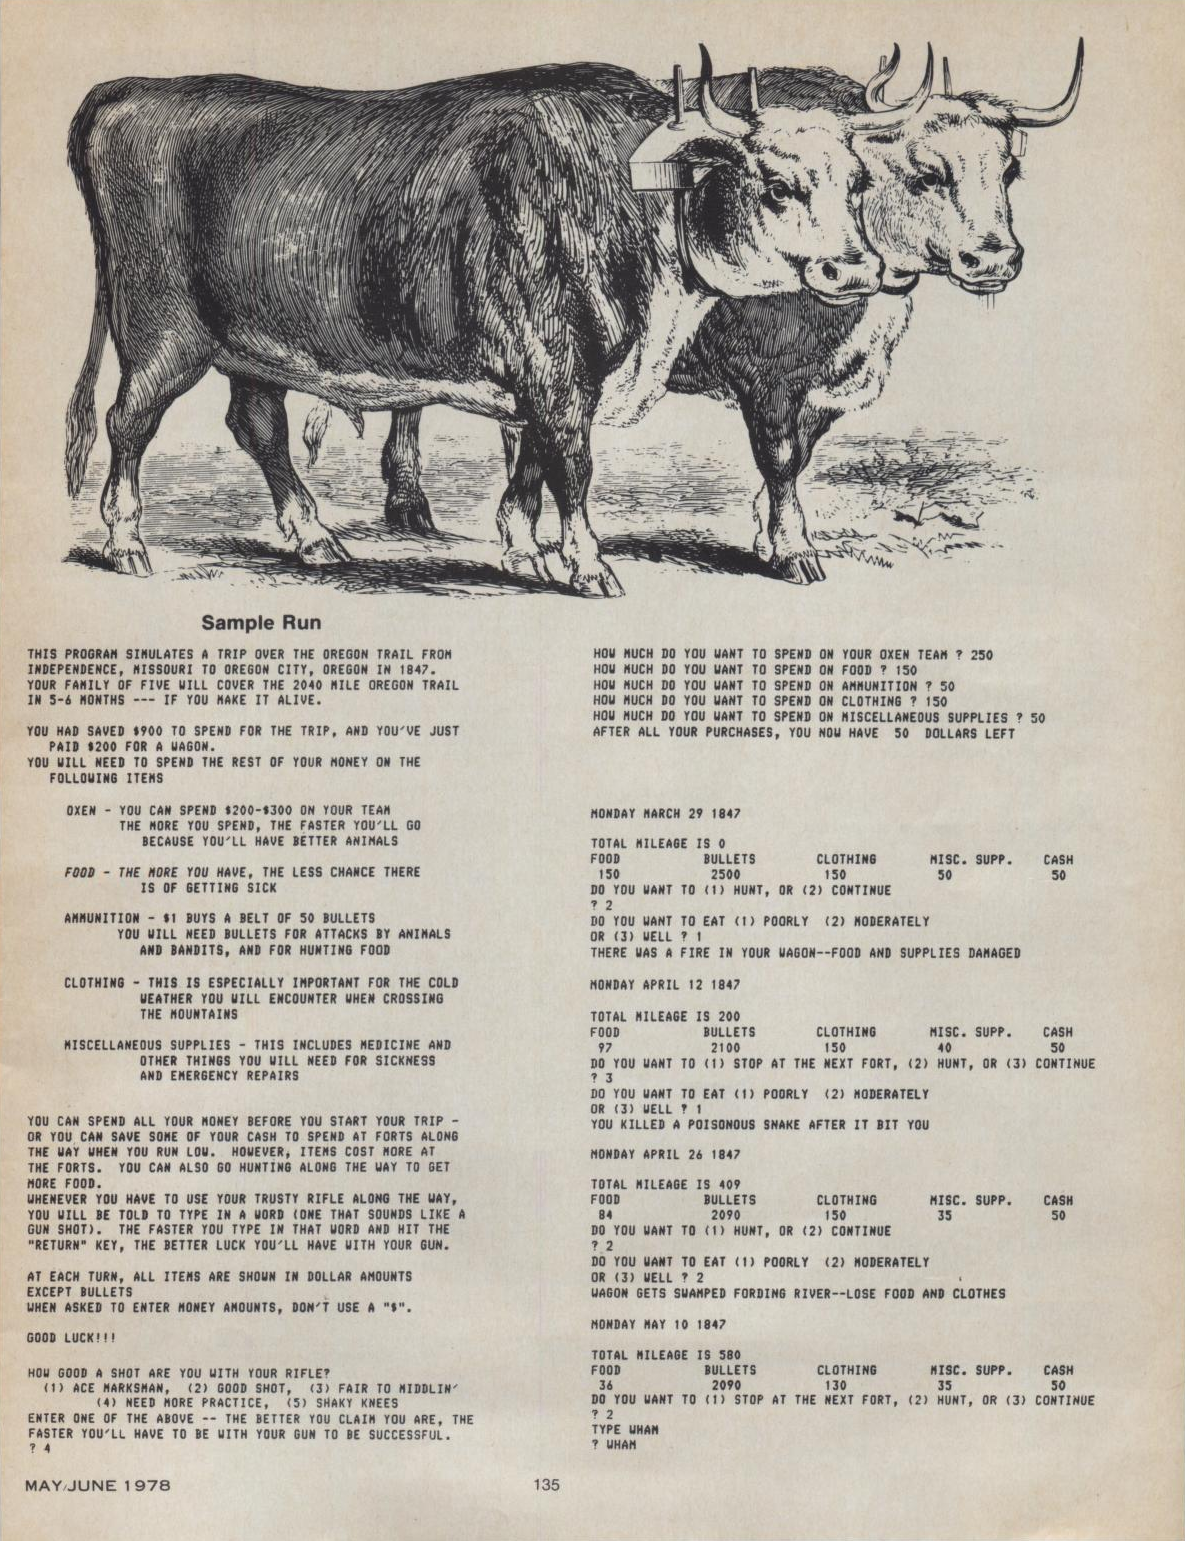 Sample Run
THIS PROGRAM SIMULATES A TRIP OVER THE OREGON TRAIL FROM
INDEPENDENCE, MISSOURI TO OREGON CITY, OREGON IN 1847.
YOUR FAMILY OF FIVE WILL COVER THE 2040 MILE OREGON TRAIL
IN 5-6 MONTHS --- IF YOU MAKE IT ALIVE.
YOU HAD SAVED $900 TO SPEND FOR THE TRIP, AND YOU'VE JUST
PAID $200 FOR A WAGON.
YOU WILL NEED TO SPEND THE REST OF YOUR MONEY ON THE
FOLLOWING ITEMS
OXEN - YOU CAN SPEND $200-$300 ON YOUR TEAM
THE MORE YOU SPEND, THE FASTER YOU'LL GO
BECAUSE YOU'LL HAVE BETTER ANIMALS
FOOD - THE MORE YOU HAVE, THE LESS CHANCE THERE
IS OF GETTING SICK
AMMUNITION - $1 BUYS A BELT OF 50 BULLETS
YOU WILL NEED BULLETS FOR ATTACKS BY ANIMALS
AND BANDITS, AND FOR HUNTING FOOD
CLOTHING - THIS IS ESPECIALLY IMPORTANT FOR THE COLD
WEATHER YOU WILL ENCOUNTER WHEN CROSSING
THE MOUNTAINS
MISCELLANEOUS SUPPLIES - THIS INCLUDES MEDICINE AND
OTHER THINGS YOU WILL NEED FOR SICKNESS
AND EMERGENCY REPAIRS
YOU CAN SPEND ALL YOUR MONEY BEFORE YOU START YOUR TRIP -
OR YOU CAN SAVE SOME OF YOUR CASH TO SPEND AT FORTS ALONG
THE WAY WHEN YOU RUN LOW. HOWEVER, ITEMS COST MORE AT
THE FORTS. YOU CAN ALSO GO HUNTING ALONG THE WAY TO GET
MORE FOOD.
WHENEVER YOU HAVE TO USE YOUR TRUSTY RIFLE ALONG THE WAY,
YOU WILL BE TOLD TO TYPE IN A WORD (ONE THAT SOUNDS LIKE A
GUN SHOT). THE FASTER YOU TYPE IN THAT WORD AND HIT THE
"RETURN" KEY, THE BETTER LUCK YOU'LL HAVE WITH YOUR GUN.
AT EACH TURN, ALL ITEMS ARE SHOWN IN DOLLAR AMOUNTS
EXCEPT BULLETS
WHEN ASKED TO ENTER MONEY AMOUNTS, DON'T USE A "$".
GOOD LUCK!!!
HOW GOOD A SHOT ARE YOU WITH YOUR RIFLE?
(1) ACE MARKSMAN, (2) GOOD SHOT, (3) FAIR TO MIDDLIN'
(4) NEED MORE PRACTICE, (5) SHAKY KNEES
ENTER ONE OF THE ABOVE -- THE BETTER YOU CLAIM YOU ARE, THE
FASTER YOU'LL HAVE TO BE WITH YOUR GUN TO BE SUCCESSFUL.
? 4
HOW MUCH DO YOU WANT TO SPEND ON YOUR OXEN TEAM ? 250
HOW MUCH DO YOU WANT TO SPEND ON FOOD ? 150
HOW MUCH DO YOU WANT TO SPEND ON AMMUNITION ? 50
HOW MUCH DO YOU WANT TO SPEND ON CLOTHING ? 150
HOW MUCH DO YOU WANT TO SPEND ON MISCELLANEOUS SUPPLIES ? 50
AFTER ALL YOUR PURCHASES, YOU NOW HAVE 50 DOLLARS LEFT
MONDAY MARCH 29 1847
TOTAL MILEAGE IS 0
FOOD BULLETS CLOTHING MISC. SUPP. CASH
150 2500 150 50 50
DO YOU WANT TO (1) HUNT, OR (2) CONTINUE
? 2
DO YOU WANT TO EAT (1) POORLY (2) MODERATELY
OR (3) WELL ? 1
THERE WAS A FIRE IN YOUR WAGON--FOOD AND SUPPLIES DAMAGED
MONDAY APRIL 12 1847
TOTAL MILEAGE IS 200
FOOD BULLETS CLOTHING MISC. SUPP. CASH
97 2100 150 40 50
DO YOU WANT TO (1) STOP AT THE NEXT FORT, (2) HUNT, OR (3) CONTINUE
? 3
DO YOU WANT TO EAT (1) POORLY (2) MODERATELY
OR (3) WELL ? 1
YOU KILLED A POISONOUS SNAKE AFTER IT BIT YOU
MONDAY APRIL 26 1847
TOTAL MILEAGE IS 409
FOOD BULLETS CLOTHING MISC. SUPP. CASH
84 2090 150 35 50
DO YOU WANT TO (1) HUNT, OR (2) CONTINUE
? 2
DO YOU WANT TO EAT (1) POORLY (2) MODERATELY
OR (3) WELL ? 2
WAGON GETS SWAMPED FORDING RIVER--LOSE FOOD AND CLOTHES
MONDAY MAY 10 1847
TOTAL MILEAGE IS 580
FOOD BULLETS CLOTHING MISC. SUPP. CASH
36 2090 130 35 50
DO YOU WANT TO (1) STOP AT THE NEXT FORT, (2) HUNT, OR (3) CONTINUE
? 2
TYPE WHAM
? WHAM
MAY/JUNE 1978
135